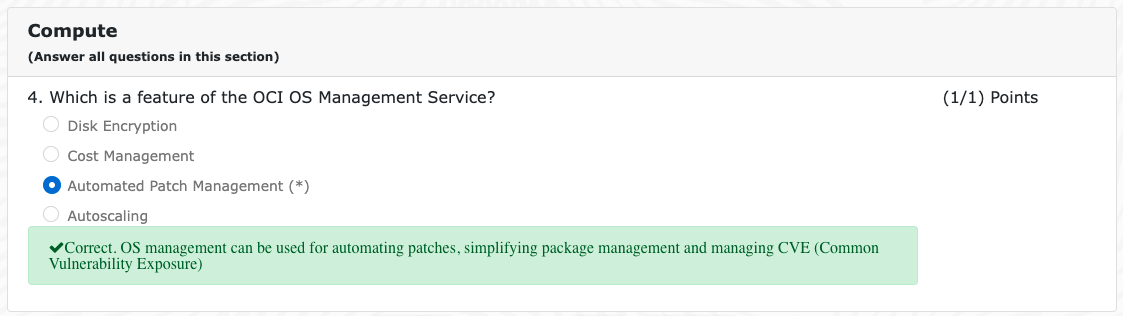 Compute
(Answer all questions in this section)
4. Which is a feature of the OCI OS Management Service? (1/1) Points
Disk Encryption
Cost Management
Automated Patch Management (*)
Autoscaling
✔Correct. OS management can be used for automating patches, simplifying package management and managing CVE (Common
Vulnerability Exposure)